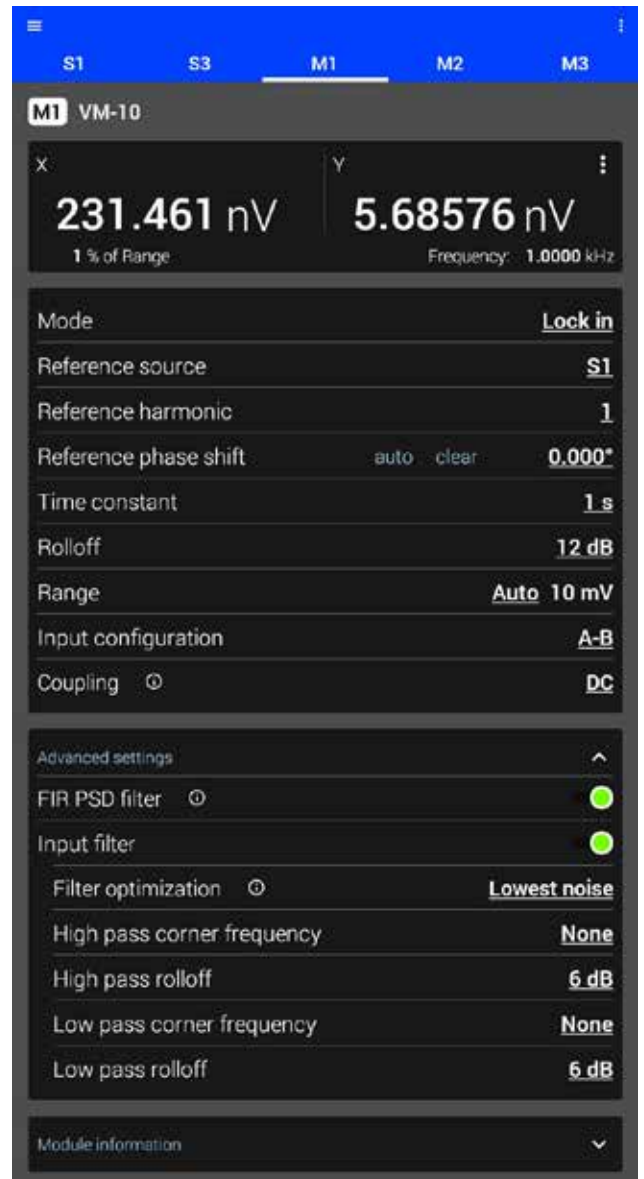 S1 S3 M1 M2 M3
M1 VM-10
X Y
231.461 nV 5.68576 nV
1 % of Range Frequency: 1.0000 kHz
Mode Lock in
Reference source S1
Reference harmonic 1
Reference phase shift auto clear 0.000°
Time constant 1 s
Rolloff 12 dB
Range Auto 10 mV
Input configuration A-B
Coupling DC
Advanced settings
FIR PSD filter
Input filter
Filter optimization Lowest noise
High pass corner frequency None
High pass rolloff 6 dB
Low pass corner frequency None
Low pass rolloff 6 dB
Module information